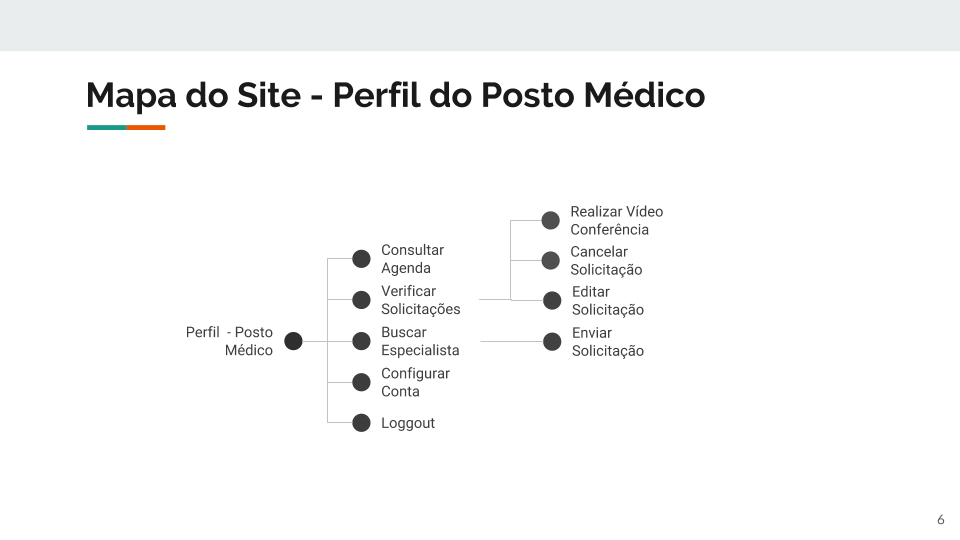 Mapa do Site - Perfil do Posto Médico
Perfil - Posto
Médico
Consultar
Agenda
Verificar
Solicitações
Buscar
Especialista
Configurar
Conta
Loggout
Realizar Vídeo
Conferência
Cancelar
Solicitação
Editar
Solicitação
Enviar
Solicitação
6